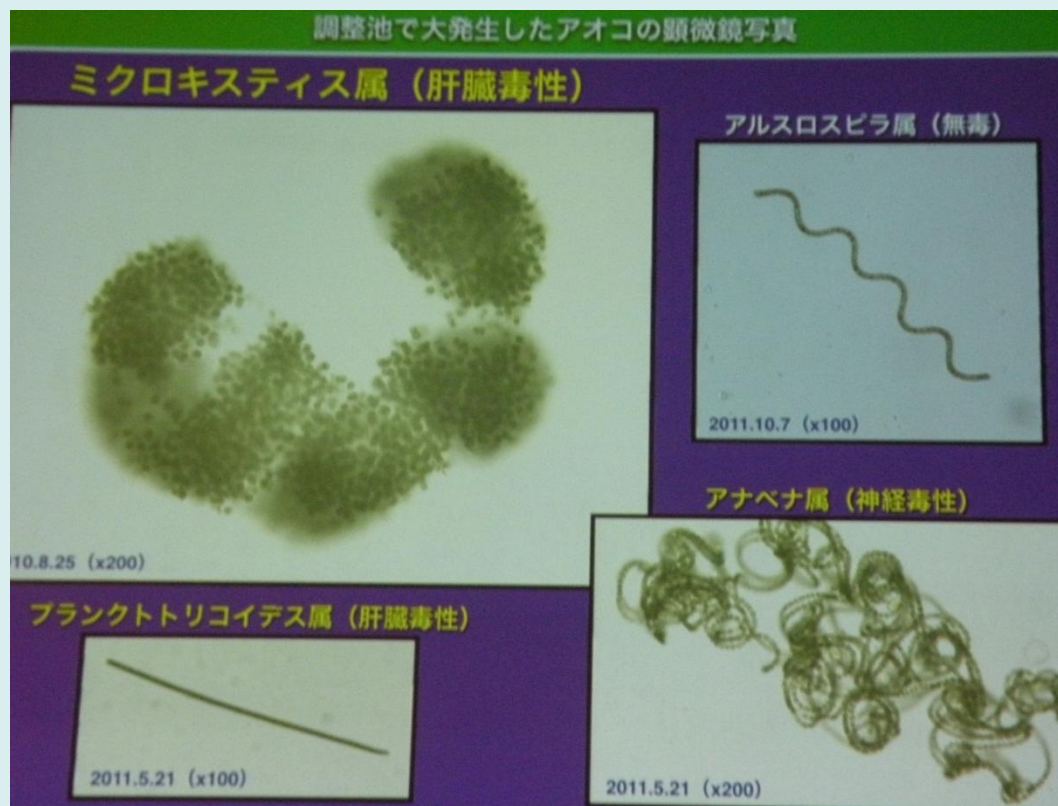 調整池で大発生したアオコの顕微鏡写真
ミクロキスティス属（肝臓毒性）
アルスロスピラ属（無毒）
2011.10.7（x100）
アナベナ属（神経毒性）
10.8.25（x200）
プランクトトリコイデス属（肝臓毒性）
2011.5.21（x100）
2011.5.21（x200）